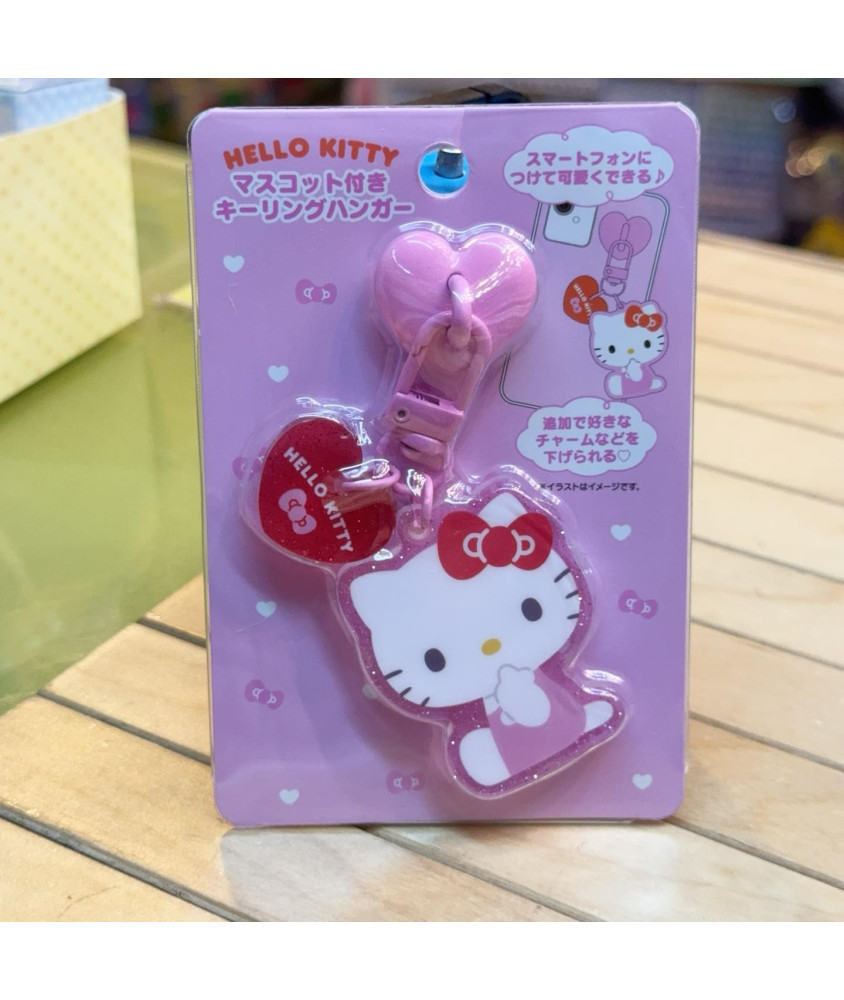 HELLO KITTY
マスコット付き
キーリングハンガー
スマートフォンに
つけて可愛くできる♪
HELLO KITTY
追加で好きな
チャームなどを
下げられる♡
※イラストはイメージです。
HELLO KITTY